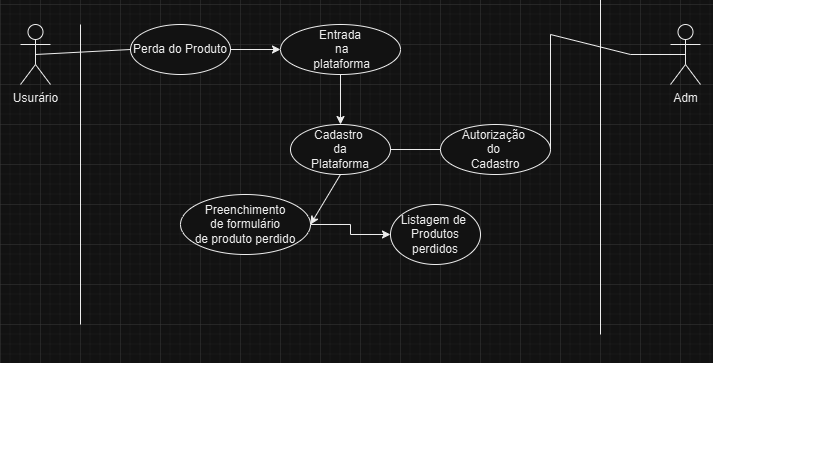 Perda do Produto
Entrada
na
plataforma
Usurário
Adm
Cadastro
da
Plataforma
Autorização
do
Cadastro
Preenchimento
de formulário
de produto perdido
Listagem de
Produtos
perdidos